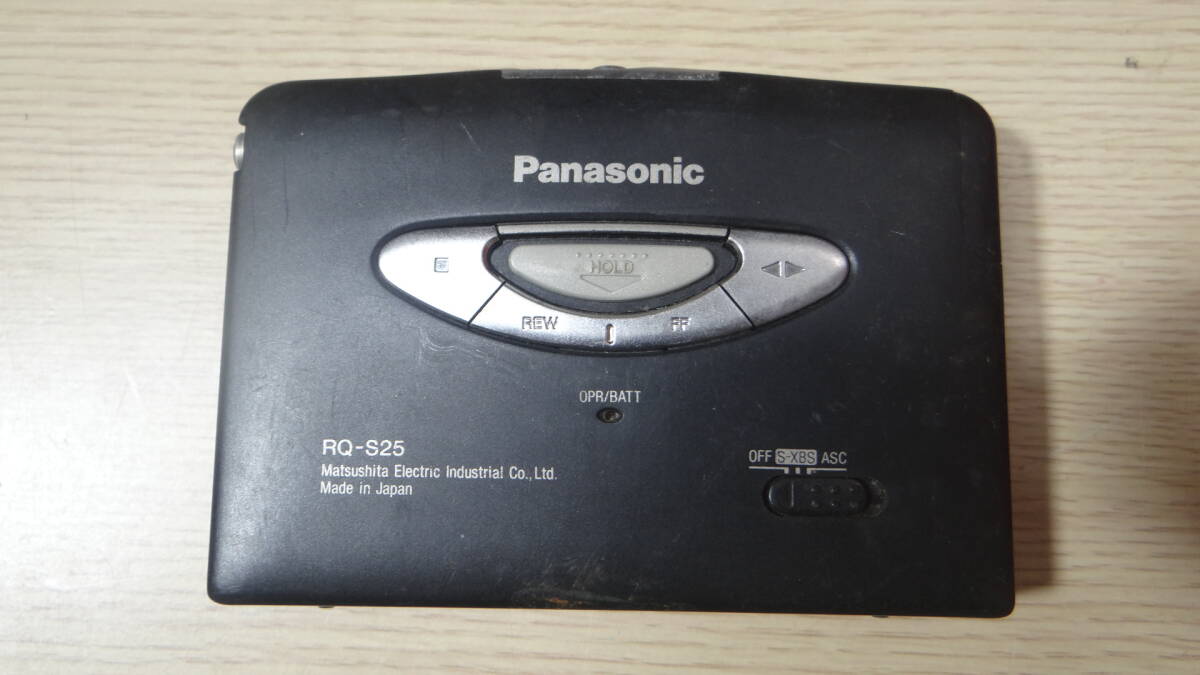 Panasonic
HOLD
REW FF
OPR/BATT
RQ-S25
Matsushita Electric Industrial Co., Ltd.
Made in Japan
OFF S-XBS ASC